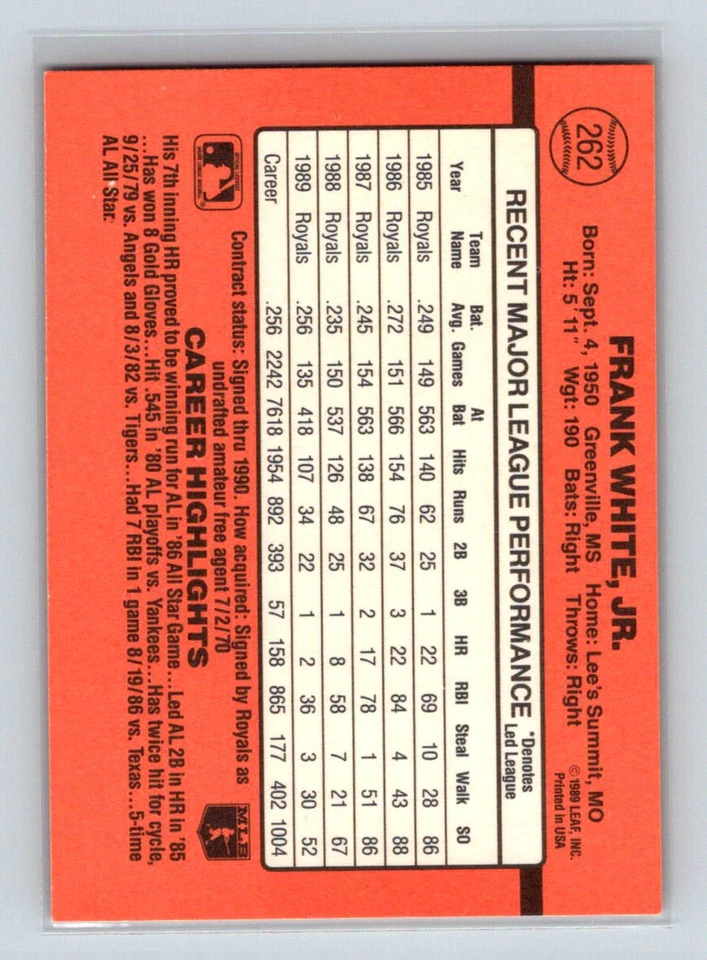 262
FRANK WHITE, JR.
Born: Sept. 4, 1950 Greenville, MS Home: Lee's Summit, MO
Ht: 5'11" Wgt: 190 Bats: Right Throws: Right
© 1989 LEAF, INC.
Printed in USA
RECENT MAJOR LEAGUE PERFORMANCE
*Denotes
Led League
Year Team Name Bat. Avg. Games At Bat Hits Runs 2B 3B HR RBI Steal Walk SO
1985 Royals .249 149 563 140 62 25 1 22 69 10 28 86
1986 Royals .272 151 566 154 76 37 3 22 84 4 43 88
1987 Royals .245 154 563 138 67 32 2 17 78 1 51 86
1988 Royals .235 150 537 126 48 25 1 8 58 7 21 67
1989 Royals .256 135 418 107 34 22 1 2 36 3 30 52
Career .256 2242 7618 1954 892 393 57 158 865 177 402 1004
Contract status: Signed thru 1990. How acquired: Signed by Royals as
undrafted amateur free agent 7/2/70
CAREER HIGHLIGHTS
His 7th inning HR proved to be winning run for AL in '86 All Star Game...Led AL 2B in HR in '85
...Has won 8 Gold Gloves...Hit .545 in '80 AL playoffs vs. Yankees...Has twice hit for cycle,
9/25/79 vs. Angels and 8/3/82 vs. Tigers...Had 7 RBI in 1 game 8/19/86 vs. Texas...5-time
AL All Star.
MLB